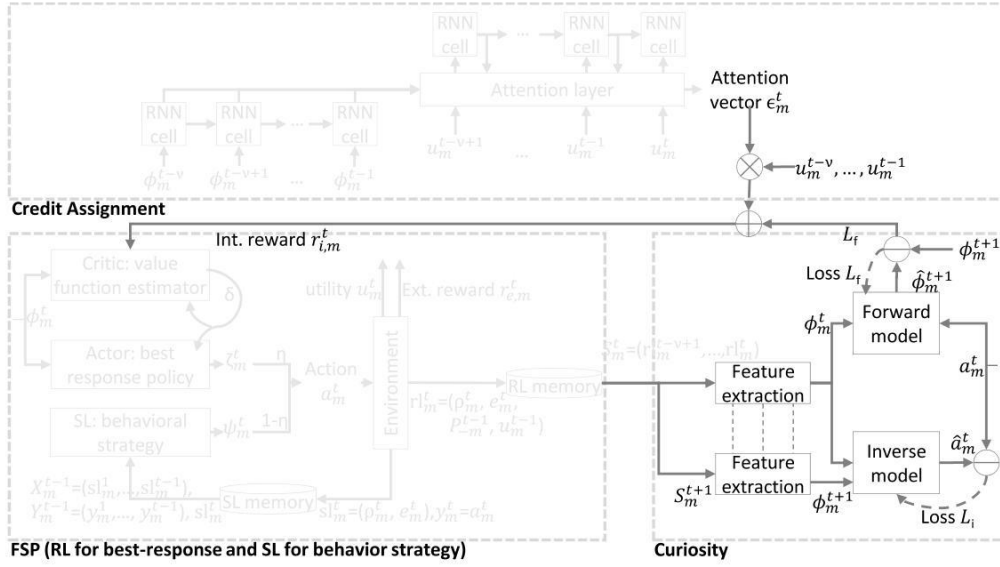 RNN cell ... RNN cell RNN cell
Attention layer
Attention vector ϵ_m^t
RNN cell RNN cell ... RNN cell
u_m^{t-ν+1} ... u_m^{t-1} u_m^t
ϕ_m^{t-ν} ϕ_m^{t-ν+1} ... ϕ_m^{t-1}
u_m^{t-ν}, ..., u_m^{t-1}
Credit Assignment
Int. reward r_{i,m}^t
L_f
ϕ_m^{t+1}
Loss L_f
ϕ̂_m^{t+1}
Critic: value function estimator
δ
utility u_m^t
Ext. reward r_{e,m}^t
ϕ_m^t
Forward model
ϕ_m^t
Actor: best response policy
ζ_m^t
η
Action a_m^t
Environment
S_m^t=(rl_m^{t-ν+1},...,rl_m^t)
RL memory
rl_m^t=(ρ_m^t, e_m^t,
P_{-m}^{t-1}, u_m^{t-1})
Feature extraction
a_m^t
SL: behavioral strategy
ψ_m^t
1-η
Inverse model
â_m^t
Feature extraction
S_m^{t+1}
ϕ_m^{t+1}
Loss L_i
X_m^{t-1}=(sl_m^1,...,sl_m^{t-1}),
Y_m^{t-1}=(y_m^1,..., y_m^{t-1}), sl_m^t
SL memory
sl_m^t=(ρ_m^t, e_m^t),y_m^t=a_m^t
FSP (RL for best-response and SL for behavior strategy)
Curiosity